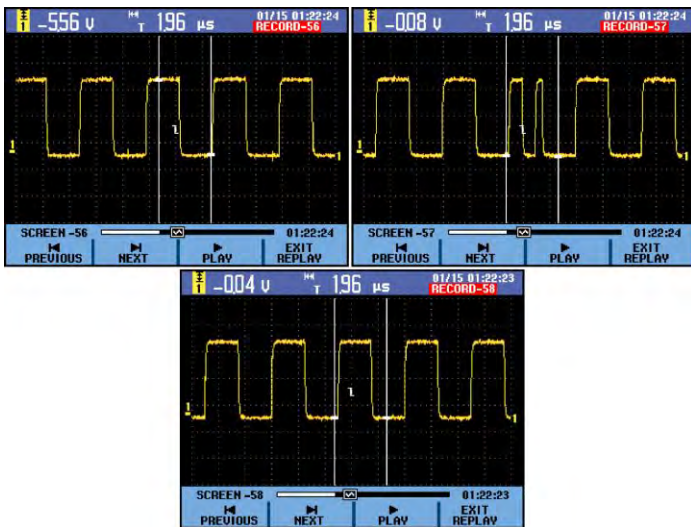 1 -5.56 V T 1.96 µs 01/15 01:22:24
RECORD-56
1 1
SCREEN -56 01:22:24
PREVIOUS NEXT PLAY EXIT REPLAY
1 -0.08 V T 1.96 µs 01/15 01:22:24
RECORD-57
1 1
SCREEN -57 01:22:24
PREVIOUS NEXT PLAY EXIT REPLAY
1 -0.04 V T 1.96 µs 01/15 01:22:23
RECORD-58
1 1
SCREEN -58 01:22:23
PREVIOUS NEXT PLAY EXIT REPLAY